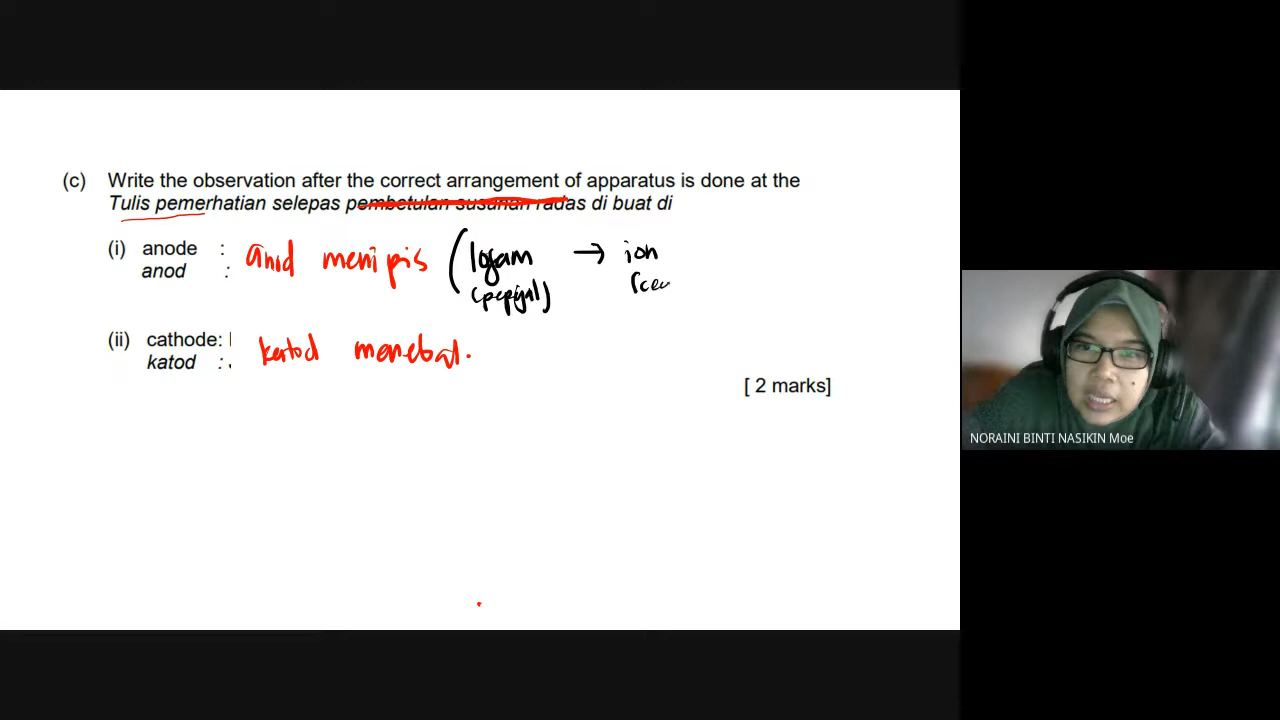 (c) Write the observation after the correct arrangement of apparatus is done at the
Tulis pemerhatian selepas pembetulan susunan radas di buat di
(i) anode : anod menipis (logam → ion
anod : (pepejal)
(ii) cathode: katod menebal.
katod :
[ 2 marks]
NORAINI BINTI NASIKIN Moe